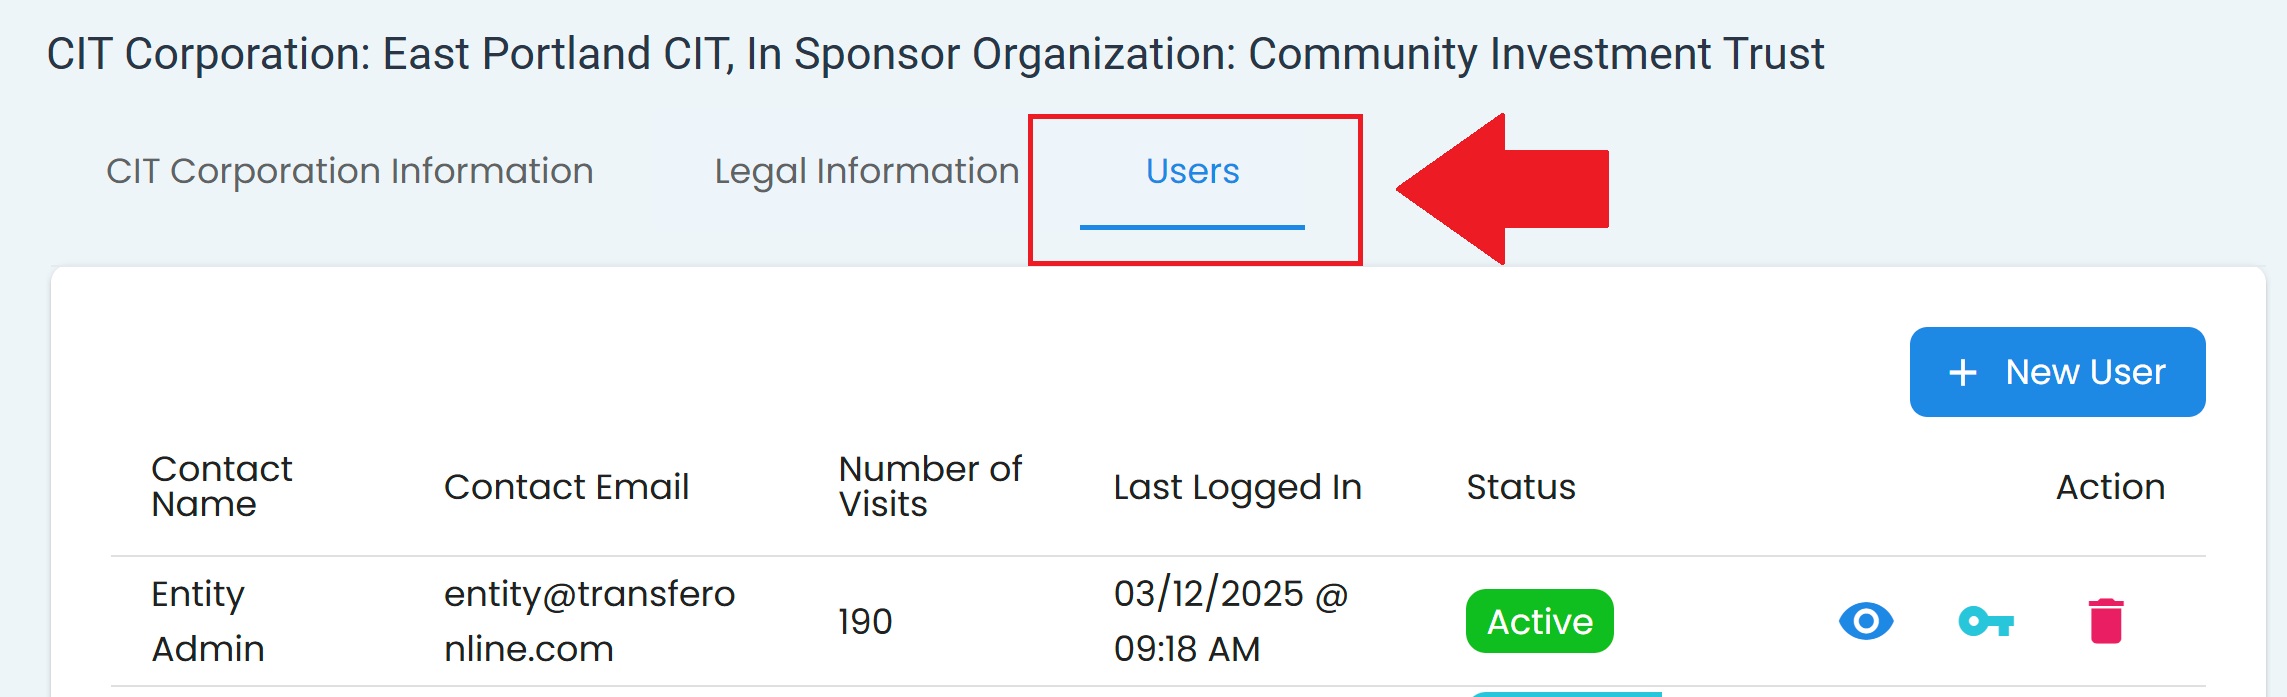 CIT Corporation: East Portland CIT, In Sponsor Organization: Community Investment Trust
CIT Corporation Information
Legal Information
Users
+ New User
Contact Name
Contact Email
Number of Visits
Last Logged In
Status
Action
Entity
Admin
entity@transfero
nline.com
190
03/12/2025 @
09:18 AM
Active